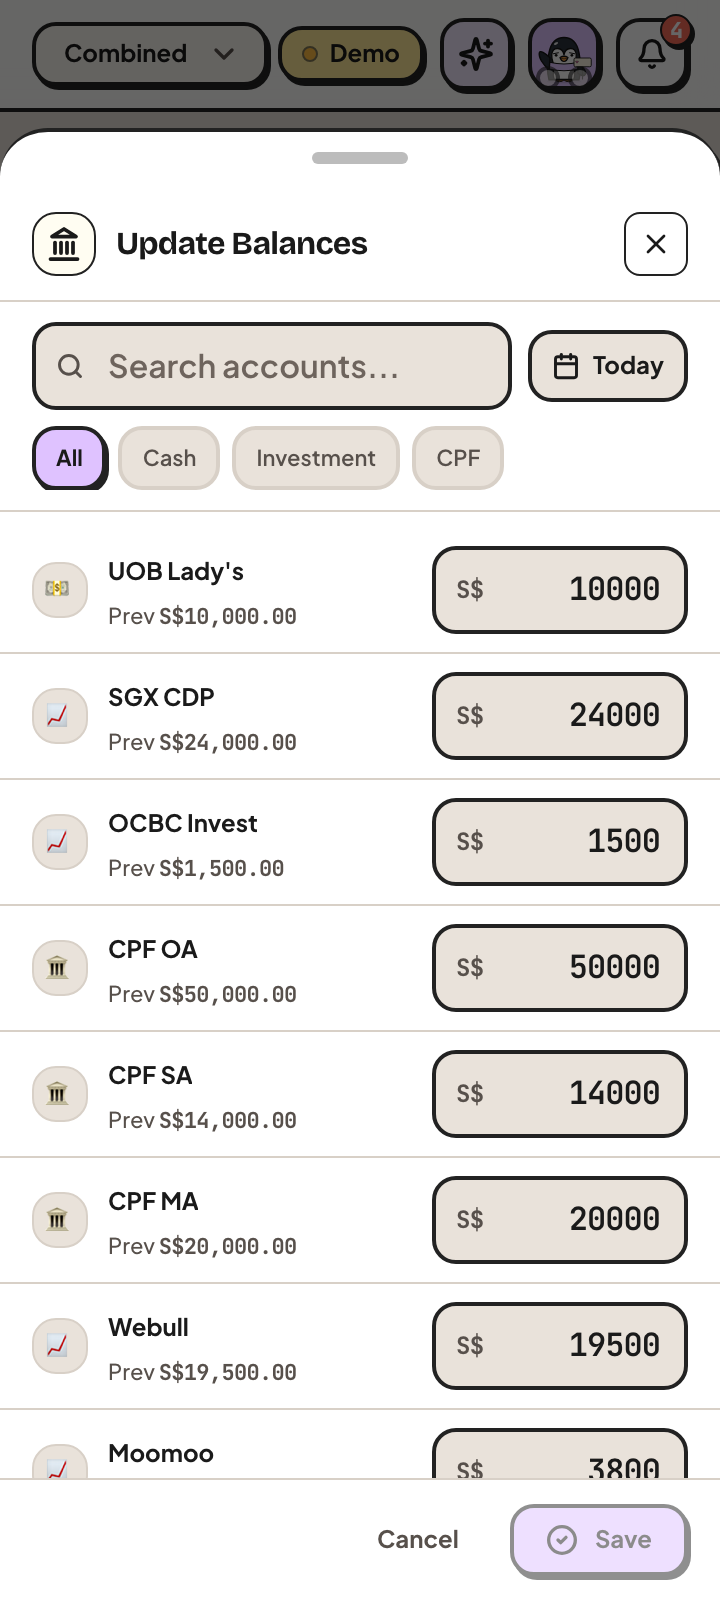 Combined
Demo
4
Update Balances
Search accounts...
Today
All
Cash
Investment
CPF
UOB Lady's
Prev S$10,000.00
S$ 10000
SGX CDP
Prev S$24,000.00
S$ 24000
OCBC Invest
Prev S$1,500.00
S$ 1500
CPF OA
Prev S$50,000.00
S$ 50000
CPF SA
Prev S$14,000.00
S$ 14000
CPF MA
Prev S$20,000.00
S$ 20000
Webull
Prev S$19,500.00
S$ 19500
Moomoo
S$ 3800
Cancel
Save